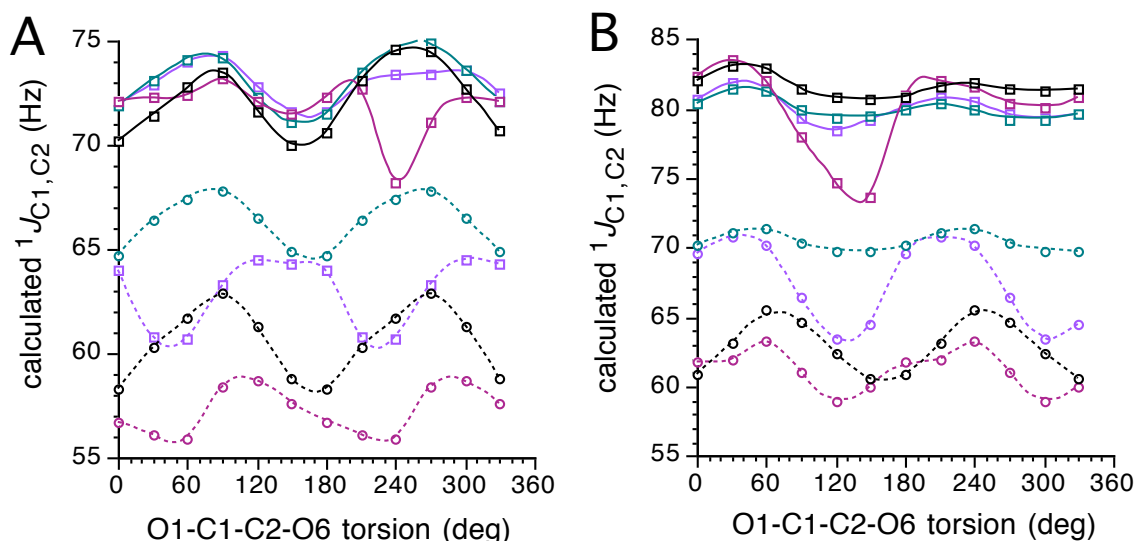 A
calculated ¹JC1,C2 (Hz)
75
70
65
60
55
0 60 120 180 240 300 360
O1-C1-C2-O6 torsion (deg)
B
calculated ¹JC1,C2 (Hz)
85
80
75
70
65
60
55
0 60 120 180 240 300 360
O1-C1-C2-O6 torsion (deg)